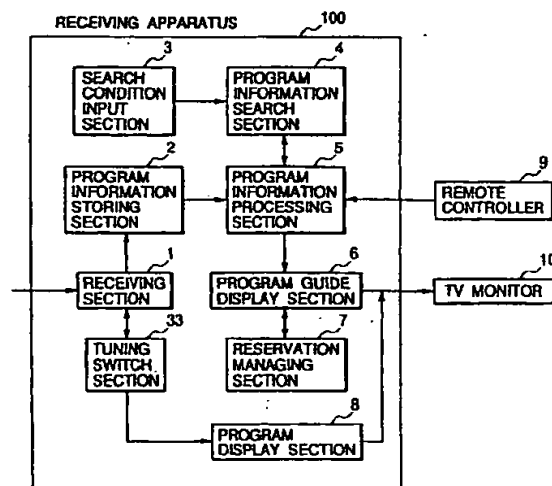 RECEIVING APPARATUS
100
3
SEARCH
CONDITION
INPUT
SECTION
4
PROGRAM
INFORMATION
SEARCH
SECTION
2
PROGRAM
INFORMATION
STORING
SECTION
5
PROGRAM
INFORMATION
PROCESSING
SECTION
9
REMOTE
CONTROLLER
1
RECEIVING
SECTION
6
PROGRAM GUIDE
DISPLAY SECTION
10
TV MONITOR
33
TUNING
SWITCH
SECTION
7
RESERVATION
MANAGING
SECTION
8
PROGRAM
DISPLAY SECTION